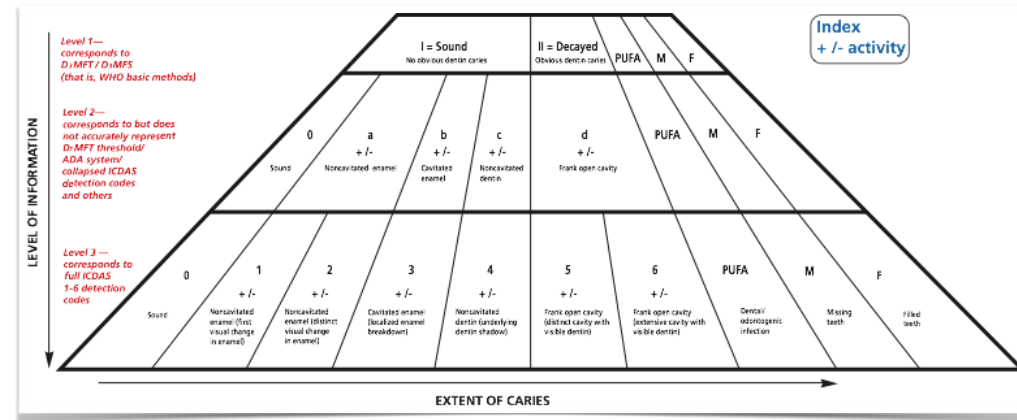 Level 1—
corresponds to
D3MFT / D3MFS
(that is, WHO basic methods)
I = Sound
No obvious dentin caries
II = Decayed
Obvious dentin caries
PUFA
M
F
Index
+ /- activity
Level 2—
corresponds to but does
not accurately represent
D1MFT threshold/
ADA system/
collapsed ICDAS
detection codes
and others
0
Sound
a
+ /-
Noncavitated enamel
b
+ /-
Cavitated
enamel
c
+ /-
Noncavitated
dentin
d
+ /-
Frank open cavity
PUFA
M
F
Level 3 —
corresponds to
full ICDAS
1-6 detection
codes
0
Sound
1
+ /-
Noncavitated
enamel (first
visual change
in enamel)
2
+ /-
Noncavitated
enamel (distinct
visual change
in enamel)
3
+ /-
Cavitated enamel
(localized enamel
breakdown)
4
+ /-
Noncavitated
dentin (underlying
dentin shadow)
5
+ /-
Frank open cavity
(distinct cavity with
visible dentin)
6
+ /-
Frank open cavity
(extensive cavity with
visible dentin)
PUFA
Dental/
odontogenic
infection
M
Missing
teeth
F
Filled
teeth
LEVEL OF INFORMATION
EXTENT OF CARIES